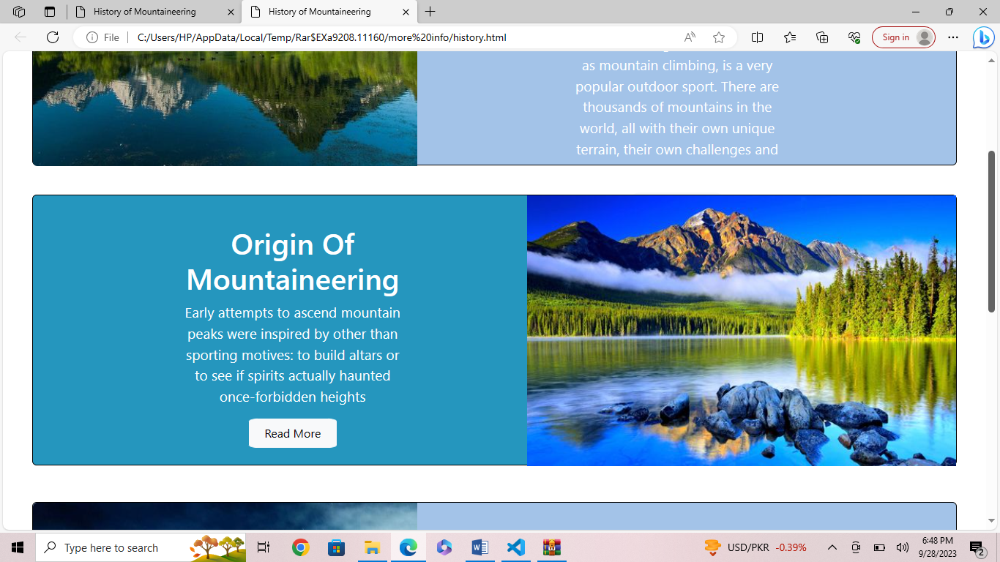 History of Mountaineering
History of Mountaineering
File
C:/Users/HP/AppData/Local/Temp/Rar$EXa9208.11160/more%20info/history.html
Sign in
as mountain climbing, is a very
popular outdoor sport. There are
thousands of mountains in the
world, all with their own unique
terrain, their own challenges and
Origin Of
Mountaineering
Early attempts to ascend mountain
peaks were inspired by other than
sporting motives: to build altars or
to see if spirits actually haunted
once-forbidden heights
Read More
Type here to search
USD/PKR -0.39%
6:48 PM
9/28/2023
2